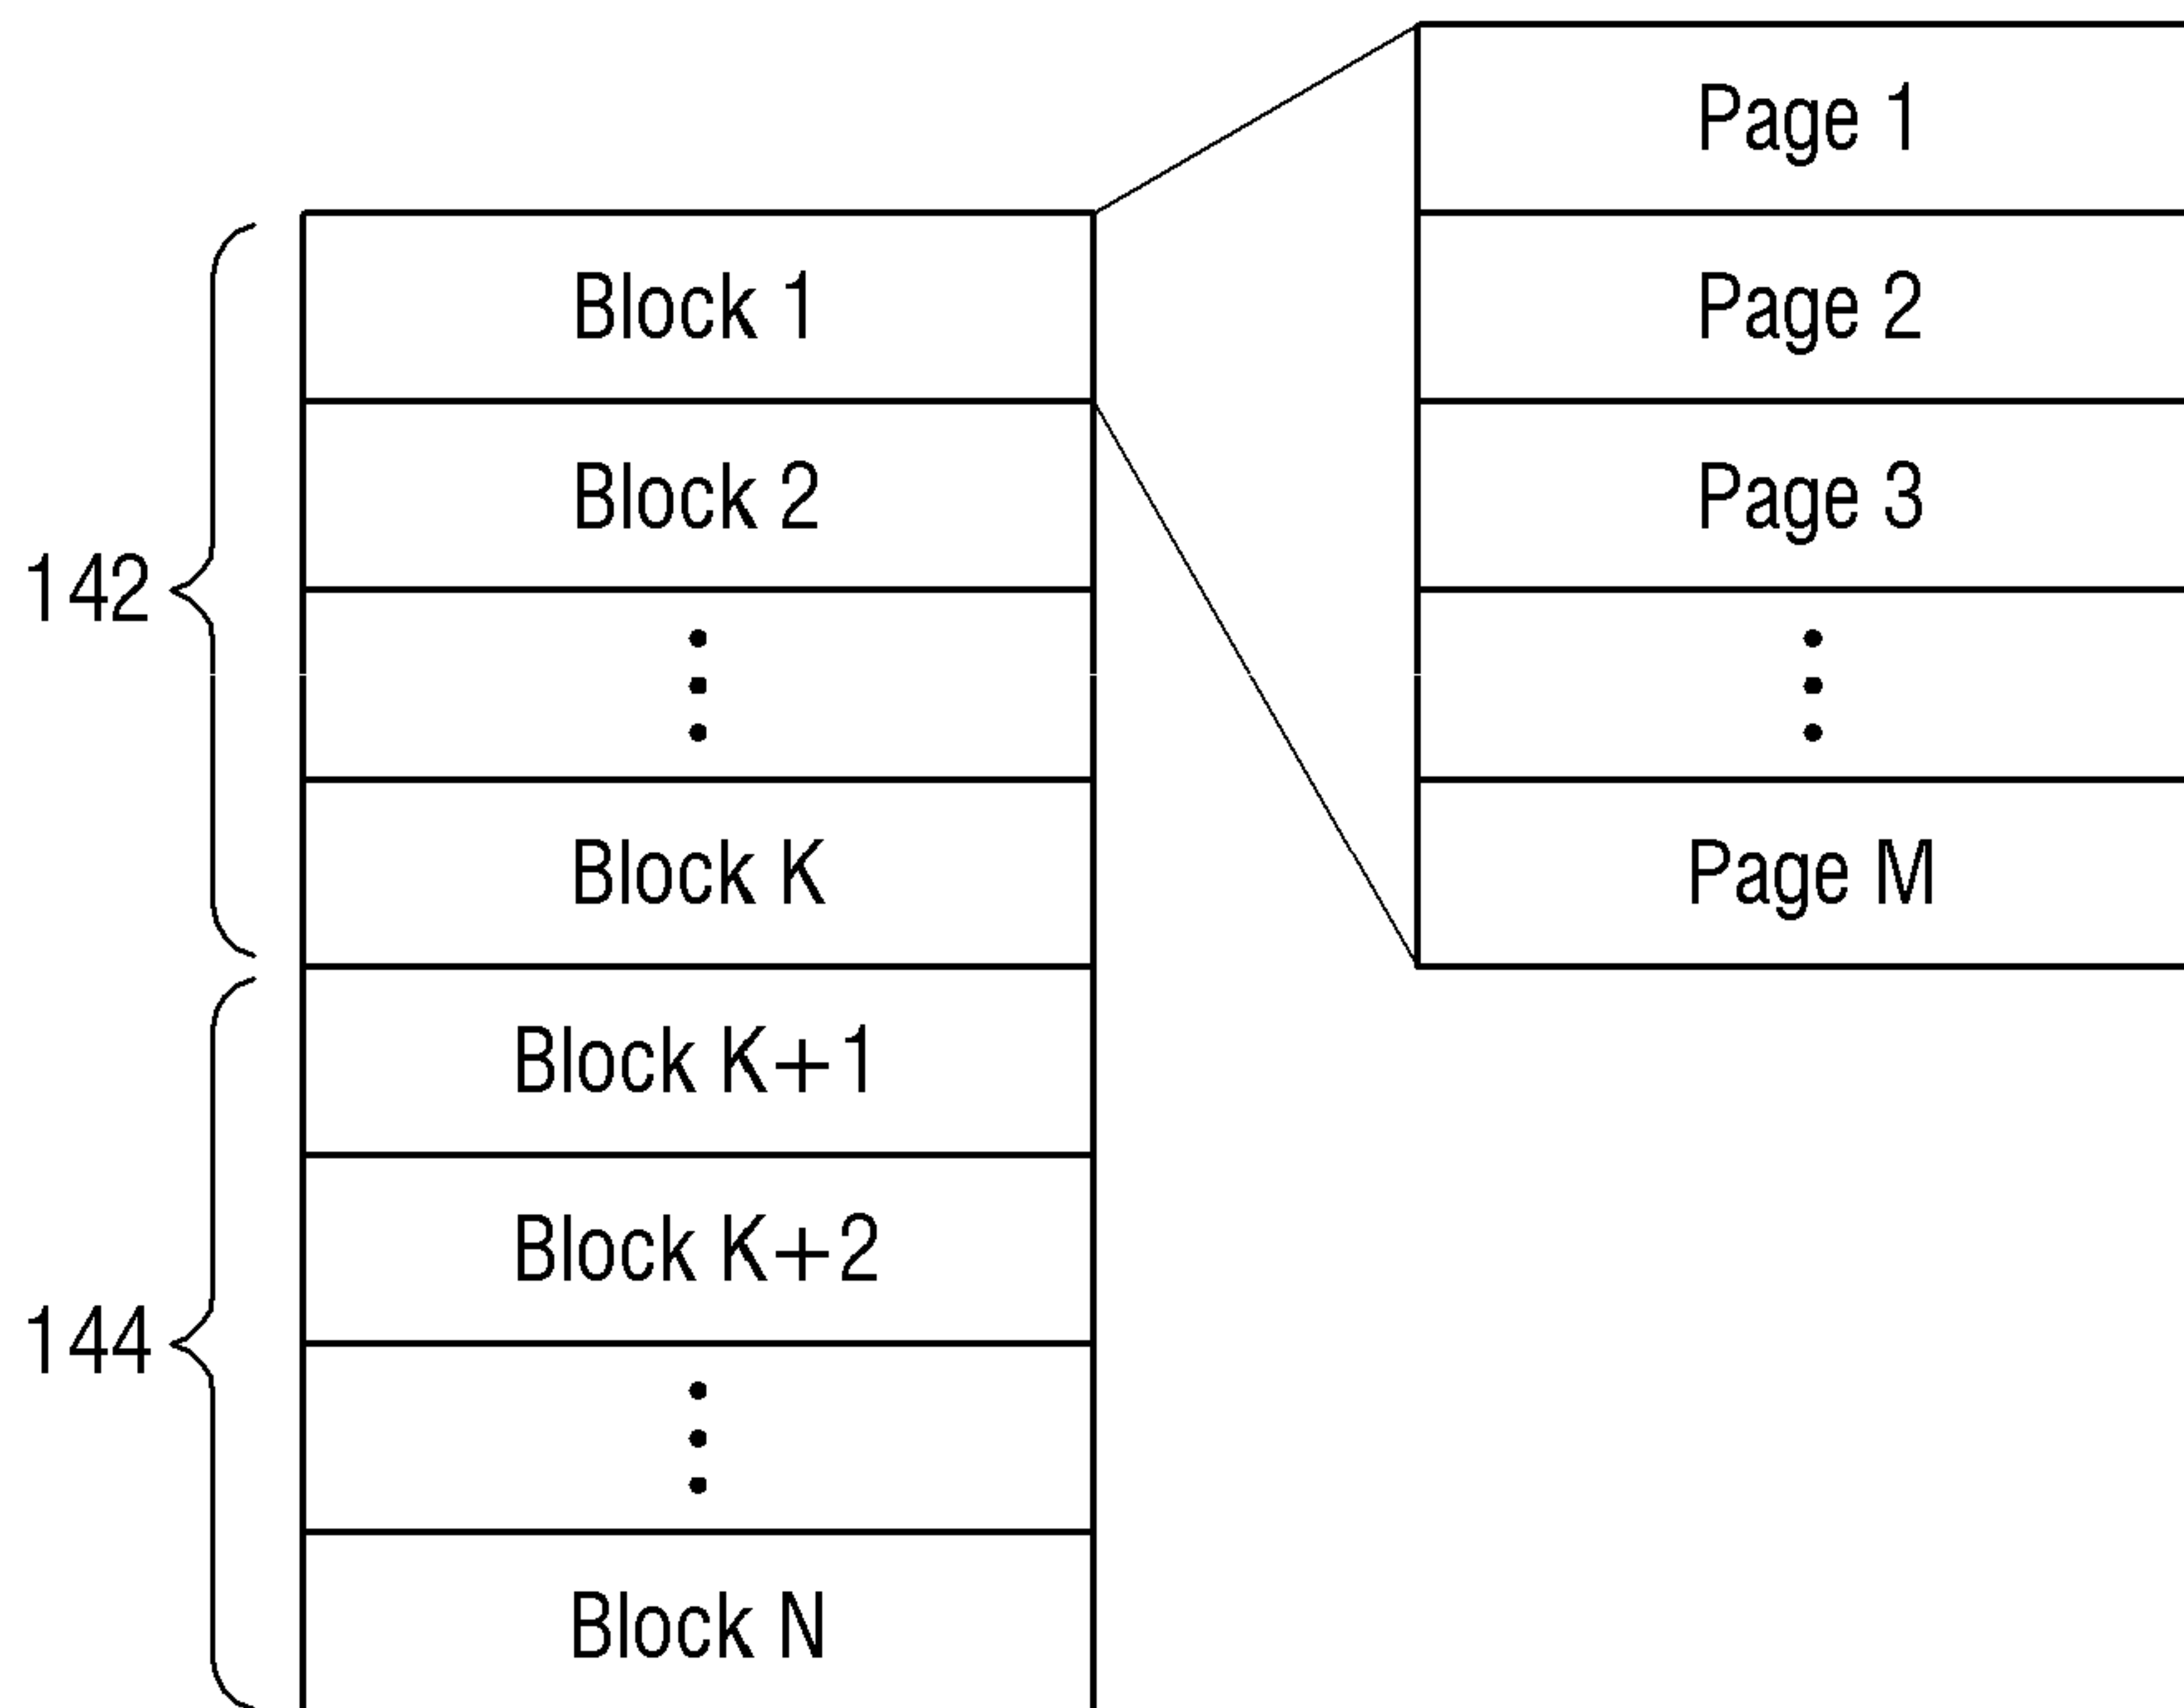 Page 1
Page 2
Page 3
Page M
142
Block 1
Block 2
Block K
144
Block K+1
Block K+2
Block N